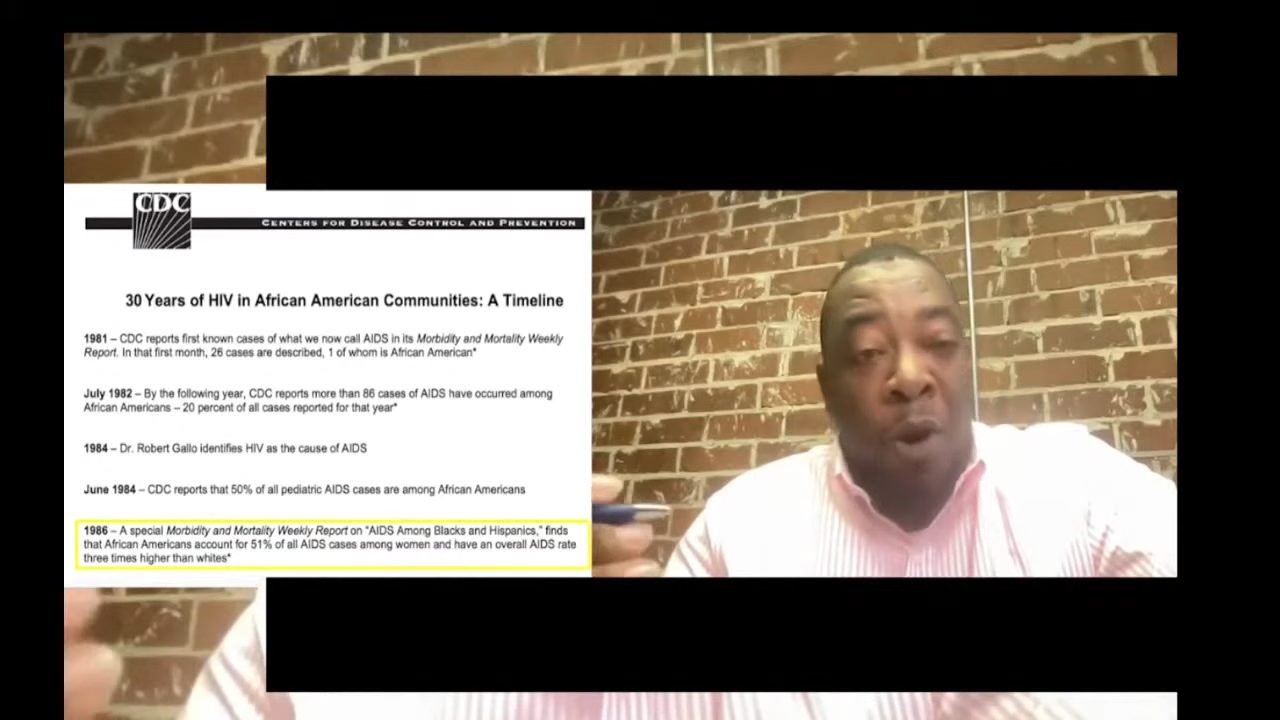 CDC
CENTERS FOR DISEASE CONTROL AND PREVENTION
30 Years of HIV in African American Communities: A Timeline
1981 – CDC reports first known cases of what we now call AIDS in its Morbidity and Mortality Weekly
Report. In that first month, 26 cases are described, 1 of whom is African American*
July 1982 – By the following year, CDC reports more than 86 cases of AIDS have occurred among
African Americans – 20 percent of all cases reported for that year*
1984 – Dr. Robert Gallo identifies HIV as the cause of AIDS
June 1984 – CDC reports that 50% of all pediatric AIDS cases are among African Americans
1986 – A special Morbidity and Mortality Weekly Report on "AIDS Among Blacks and Hispanics," finds
that African Americans account for 51% of all AIDS cases among women and have an overall AIDS rate
three times higher than whites*